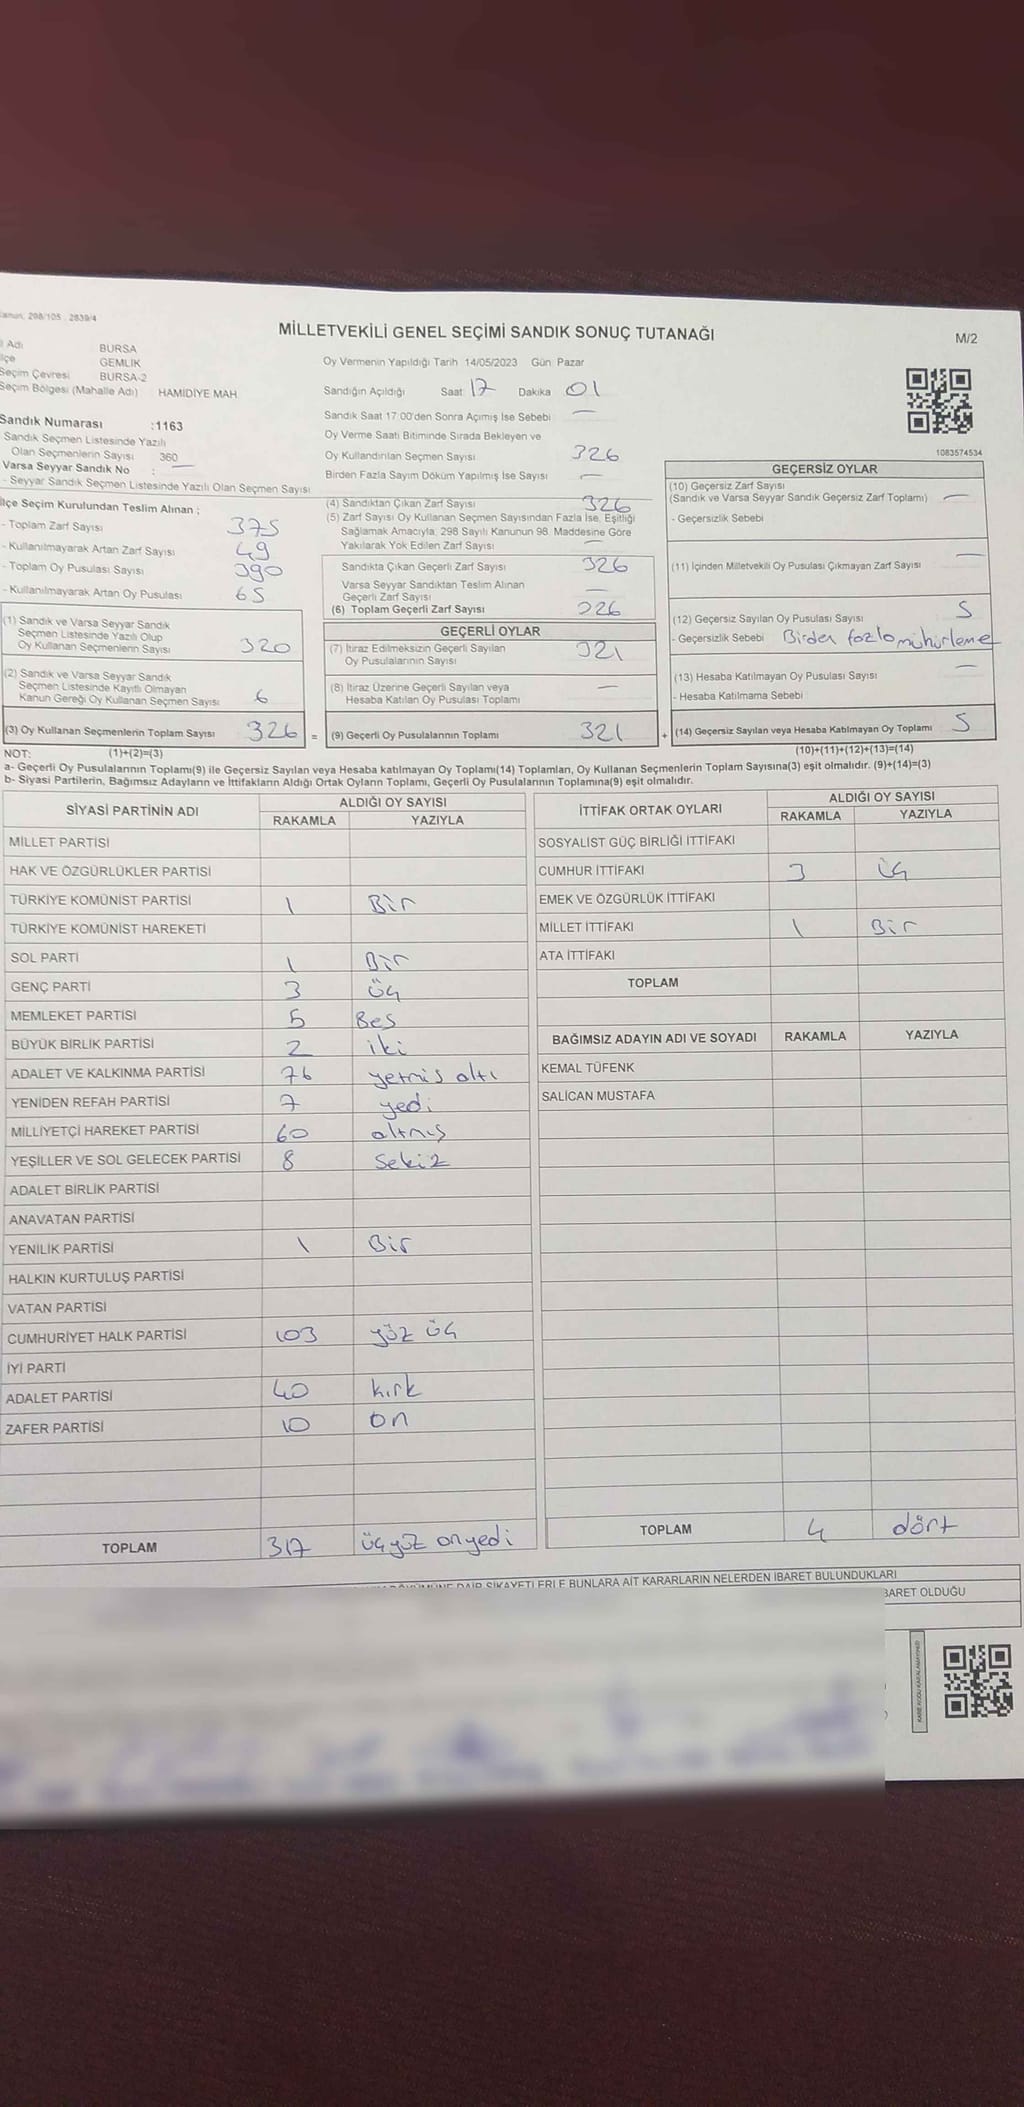 Kanun, 298/105 , 2839/4
MİLLETVEKİLİ GENEL SEÇİMİ SANDIK SONUÇ TUTANAĞI
M/2
Adı BURSA
GEMLİK
Seçim Çevresi BURSA-2
Seçim Bölgesi (Mahalle Adı) HAMİDİYE MAH
Oy Vermenin Yapıldığı Tarih 14/05/2023 Gün Pazar
Sandığın Açıldığı Saat 17 Dakika 01
Sandık Saat 17:00'den Sonra Açımış İse Sebebi —
Oy Verme Saati Bitiminde Sırada Bekleyen ve
Oy Kullandırılan Seçmen Sayısı 326
Birden Fazla Sayım Döküm Yapılmış İse Sayısı —
1083574534
Sandık Numarası :1163
Sandık Seçmen Listesinde Yazılı
Olan Seçmenlerin Sayısı 360
Varsa Seyyar Sandık No : —
- Seyyar Sandık Seçmen Listesinde Yazılı Olan Seçmen Sayısı
İlçe Seçim Kurulundan Teslim Alınan ;
- Toplam Zarf Sayısı 375
- Kullanılmayarak Artan Zarf Sayısı 49
- Toplam Oy Pusulası Sayısı 390
- Kullanılmayarak Artan Oy Pusulası 65
(1) Sandık ve Varsa Seyyar Sandık
Seçmen Listesinde Yazılı Olup
Oy Kullanan Seçmenlerin Sayısı 320
(2) Sandık ve Varsa Seyyar Sandık
Seçmen Listesinde Kayıtlı Olmayan
Kanun Gereği Oy Kullanan Seçmen Sayısı 6
(3) Oy Kullanan Seçmenlerin Toplam Sayısı 326 =
(4) Sandıktan Çıkan Zarf Sayısı 326
(5) Zarf Sayısı Oy Kullanan Seçmen Sayısından Fazla İse, Eşitliği
Sağlamak Amacıyla, 298 Sayılı Kanunun 98. Maddesine Göre
Yakılarak Yok Edilen Zarf Sayısı —
Sandıkta Çıkan Geçerli Zarf Sayısı 326
Varsa Seyyar Sandıktan Teslim Alınan
Geçerli Zarf Sayısı —
(6) Toplam Geçerli Zarf Sayısı 326
GEÇERLİ OYLAR
(7) İtiraz Edilmeksizin Geçerli Sayılan
Oy Pusulalarının Sayısı 321
(8) İtiraz Üzerine Geçerli Sayılan veya
Hesaba Katılan Oy Pusulası Toplamı —
(9) Geçerli Oy Pusulalarının Toplamı 321 +
GEÇERSİZ OYLAR
(10) Geçersiz Zarf Sayısı
(Sandık ve Varsa Seyyar Sandık Geçersiz Zarf Toplamı) —
- Geçersizlik Sebebi
(11) İçinden Milletvekili Oy Pusulası Çıkmayan Zarf Sayısı —
(12) Geçersiz Sayılan Oy Pusulası Sayısı 5
- Geçersizlik Sebebi Birden fazla mühürleme
(13) Hesaba Katılmayan Oy Pusulası Sayısı —
- Hesaba Katılmama Sebebi
(14) Geçersiz Sayılan veya Hesaba Katılmayan Oy Toplamı 5
NOT: (1)+(2)=(3)
(10)+(11)+(12)+(13)=(14)
a- Geçerli Oy Pusulalarının Toplamı(9) ile Geçersiz Sayılan veya Hesaba katılmayan Oy Toplamı(14) Toplamları, Oy Kullanan Seçmenlerin Toplam Sayısına(3) eşit olmalıdır. (9)+(14)=(3)
b- Siyasi Partilerin, Bağımsız Adayların ve İttifakların Aldığı Ortak Oyların Toplamı, Geçerli Oy Pusulalarının Toplamına(9) eşit olmalıdır.
SİYASİ PARTİNİN ADI
ALDIĞI OY SAYISI
RAKAMLA YAZIYLA
MİLLET PARTİSİ
HAK VE ÖZGÜRLÜKLER PARTİSİ
TÜRKİYE KOMÜNİST PARTİSİ 1 Bir
TÜRKİYE KOMÜNİST HAREKETİ
SOL PARTİ 1 Bir
GENÇ PARTİ 3 Üç
MEMLEKET PARTİSİ 5 Beş
BÜYÜK BİRLİK PARTİSİ 2 iki
ADALET VE KALKINMA PARTİSİ 76 yetmiş altı
YENİDEN REFAH PARTİSİ 7 yedi
MİLLİYETÇİ HAREKET PARTİSİ 60 altmış
YEŞİLLER VE SOL GELECEK PARTİSİ 8 Sekiz
ADALET BİRLİK PARTİSİ
ANAVATAN PARTİSİ
YENİLİK PARTİSİ 1 Bir
HALKIN KURTULUŞ PARTİSİ
VATAN PARTİSİ
CUMHURİYET HALK PARTİSİ 103 yüz üç
İYİ PARTİ
ADALET PARTİSİ 40 kırk
ZAFER PARTİSİ 10 on
TOPLAM 317 üçyüz onyedi
İTTİFAK ORTAK OYLARI
ALDIĞI OY SAYISI
RAKAMLA YAZIYLA
SOSYALİST GÜÇ BİRLİĞİ İTTİFAKI
CUMHUR İTTİFAKI 3 üç
EMEK VE ÖZGÜRLÜK İTTİFAKI
MİLLET İTTİFAKI 1 Bir
ATA İTTİFAKI
TOPLAM
BAĞIMSIZ ADAYIN ADI VE SOYADI RAKAMLA YAZIYLA
KEMAL TÜFENK
SALİCAN MUSTAFA
TOPLAM 4 dört
DAİR ŞİKAYETLERLE BUNLARA AİT KARARLARIN NELERDEN İBARET BULUNDUKLARI
İBARET OLDUĞU
KARE KODU KARALAMAYINIZ